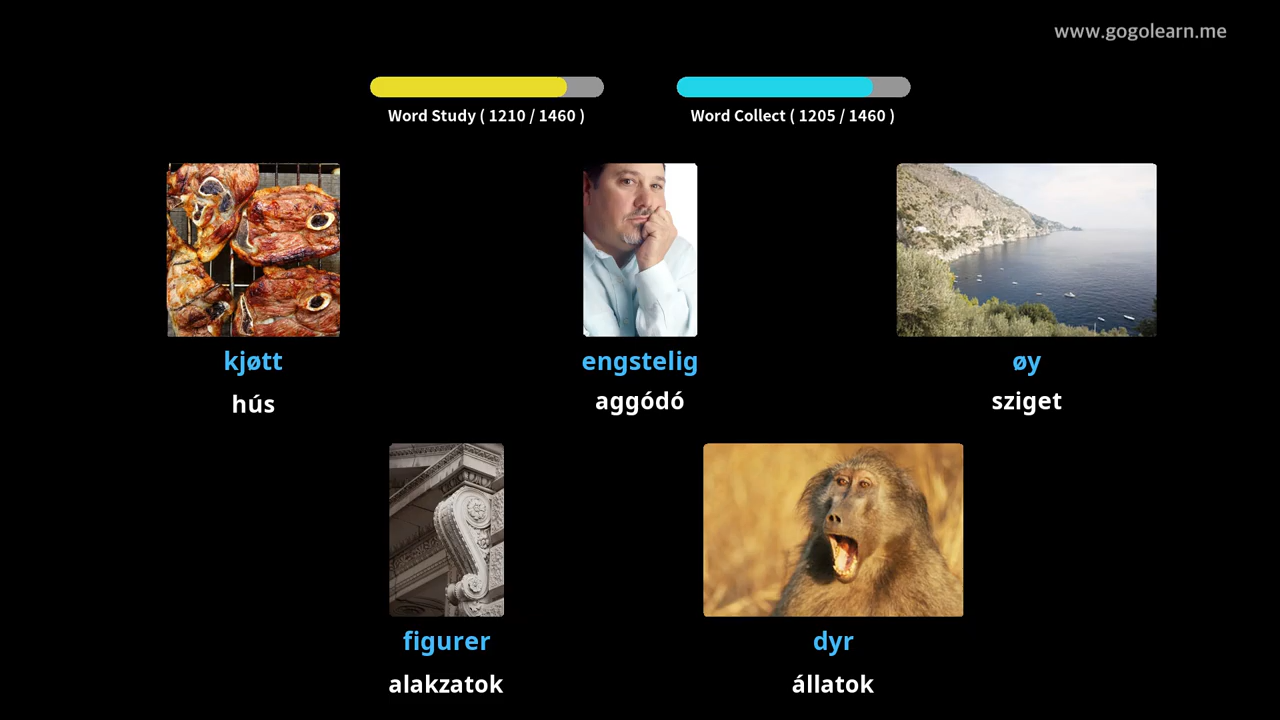 www.gogolearn.me
Word Study ( 1210 / 1460 )
Word Collect ( 1205 / 1460 )
kjøtt
hús
engstelig
aggódó
øy
sziget
figurer
alakzatok
dyr
állatok